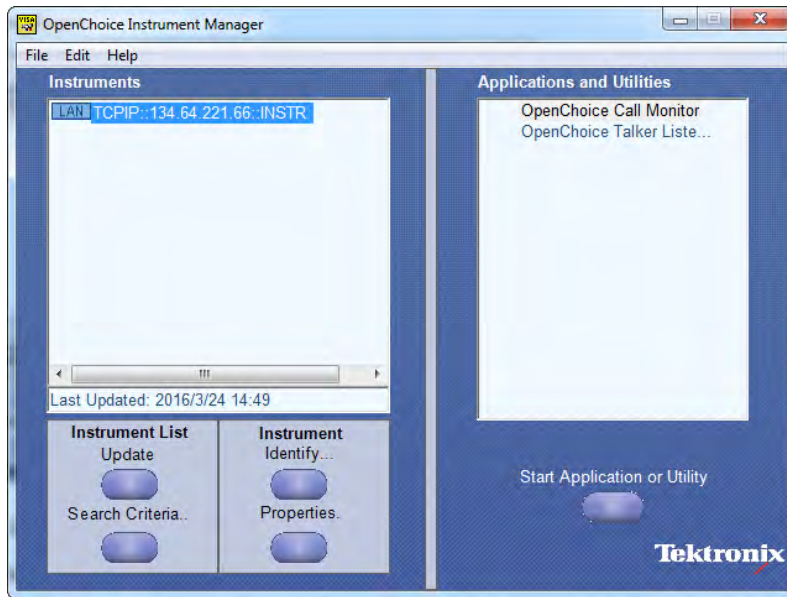 VISA
OpenChoice Instrument Manager
File Edit Help
Instruments
LAN TCPIP::134.64.221.66::INSTR
Last Updated: 2016/3/24 14:49
Instrument List
Update
Search Criteria..
Instrument
Identify...
Properties.
Applications and Utilities
OpenChoice Call Monitor
OpenChoice Talker Liste...
Start Application or Utility
Tektronix